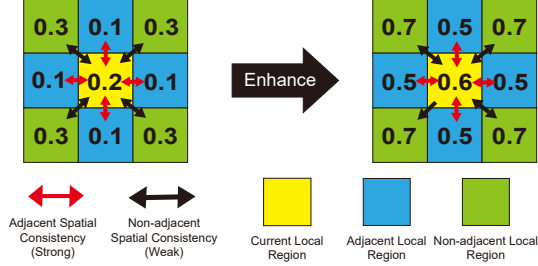 0.3 0.1 0.3 0.7 0.5 0.7
0.1 0.2 0.1 Enhance 0.5 0.6 0.5
0.3 0.1 0.3 0.7 0.5 0.7
Adjacent Spatial
Consistency
(Strong)
Non-adjacent
Spatial Consistency
(Weak)
Current Local
Region
Adjacent Local
Region
Non-adjacent Local
Region